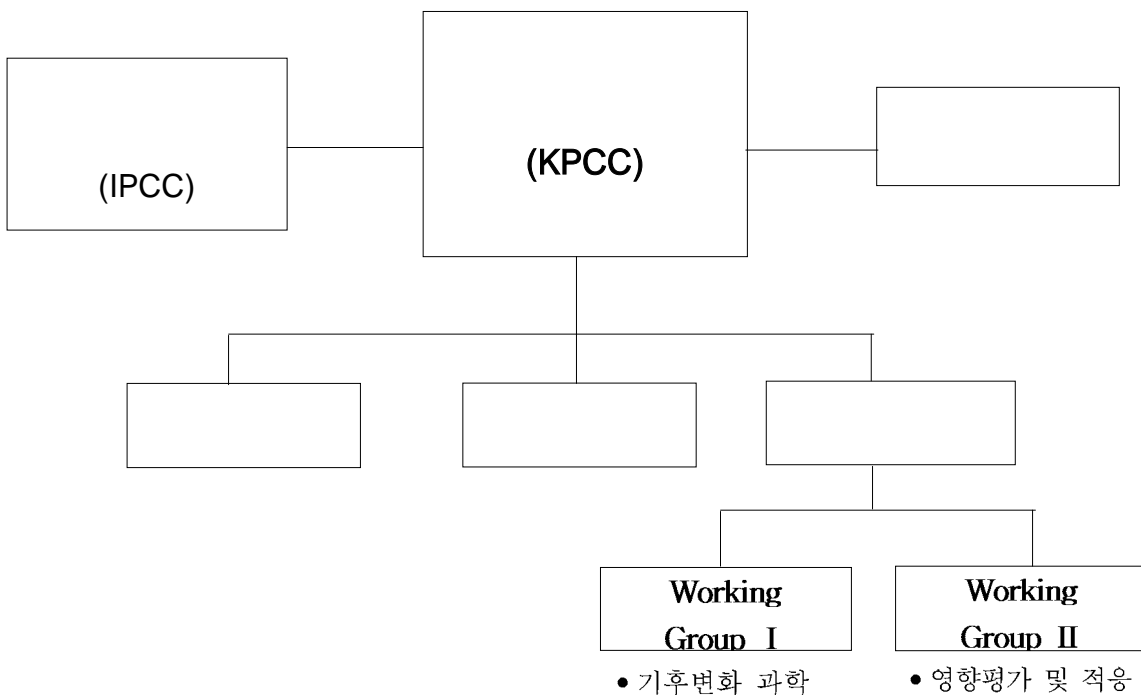 (IPCC)
(KPCC)
Working
Group I
Working
Group II
• 기후변화 과학
• 영향평가 및 적응